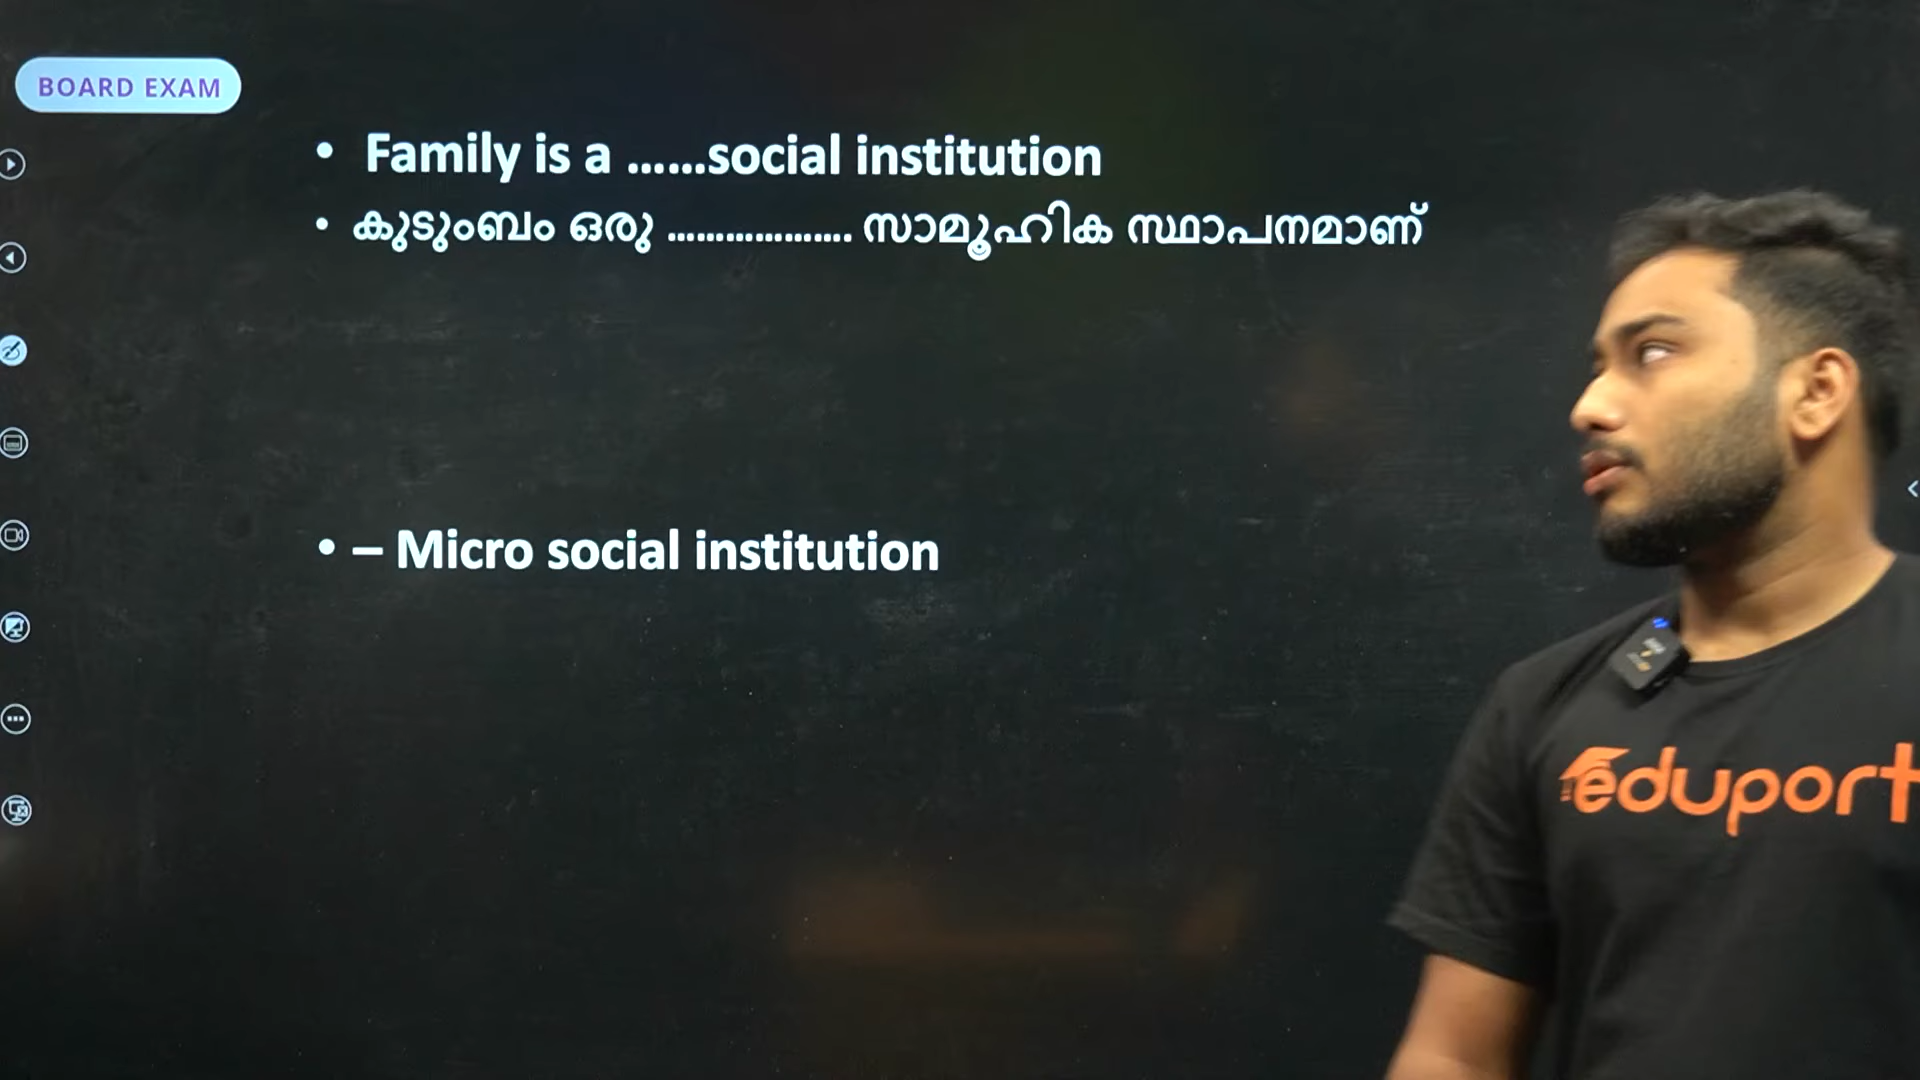 BOARD EXAM
• Family is a ......social institution
• കുടുംബം ഒരു ................... സാമൂഹിക സ്ഥാപനമാണ്
• – Micro social institution
eduport